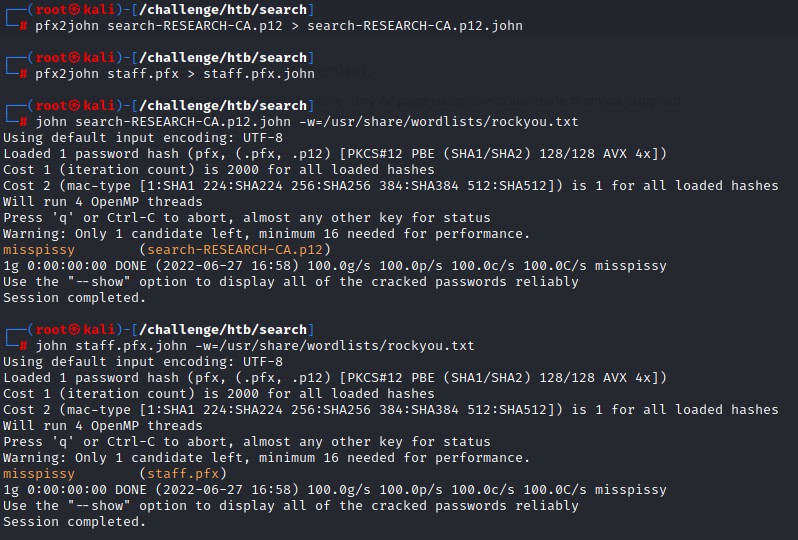 ┌──(root㉿kali)-[/challenge/htb/search]
└─# pfx2john search-RESEARCH-CA.p12 > search-RESEARCH-CA.p12.john
┌──(root㉿kali)-[/challenge/htb/search]
└─# pfx2john staff.pfx > staff.pfx.john
┌──(root㉿kali)-[/challenge/htb/search]
└─# john search-RESEARCH-CA.p12.john -w=/usr/share/wordlists/rockyou.txt
Using default input encoding: UTF-8
Loaded 1 password hash (pfx, (.pfx, .p12) [PKCS#12 PBE (SHA1/SHA2) 128/128 AVX 4x])
Cost 1 (iteration count) is 2000 for all loaded hashes
Cost 2 (mac-type [1:SHA1 224:SHA224 256:SHA256 384:SHA384 512:SHA512]) is 1 for all loaded hashes
Will run 4 OpenMP threads
Press 'q' or Ctrl-C to abort, almost any other key for status
Warning: Only 1 candidate left, minimum 16 needed for performance.
misspissy        (search-RESEARCH-CA.p12)
1g 0:00:00:00 DONE (2022-06-27 16:58) 100.0g/s 100.0p/s 100.0c/s 100.0C/s misspissy
Use the "--show" option to display all of the cracked passwords reliably
Session completed.
┌──(root㉿kali)-[/challenge/htb/search]
└─# john staff.pfx.john -w=/usr/share/wordlists/rockyou.txt
Using default input encoding: UTF-8
Loaded 1 password hash (pfx, (.pfx, .p12) [PKCS#12 PBE (SHA1/SHA2) 128/128 AVX 4x])
Cost 1 (iteration count) is 2000 for all loaded hashes
Cost 2 (mac-type [1:SHA1 224:SHA224 256:SHA256 384:SHA384 512:SHA512]) is 1 for all loaded hashes
Will run 4 OpenMP threads
Press 'q' or Ctrl-C to abort, almost any other key for status
Warning: Only 1 candidate left, minimum 16 needed for performance.
misspissy        (staff.pfx)
1g 0:00:00:00 DONE (2022-06-27 16:58) 100.0g/s 100.0p/s 100.0c/s 100.0C/s misspissy
Use the "--show" option to display all of the cracked passwords reliably
Session completed.